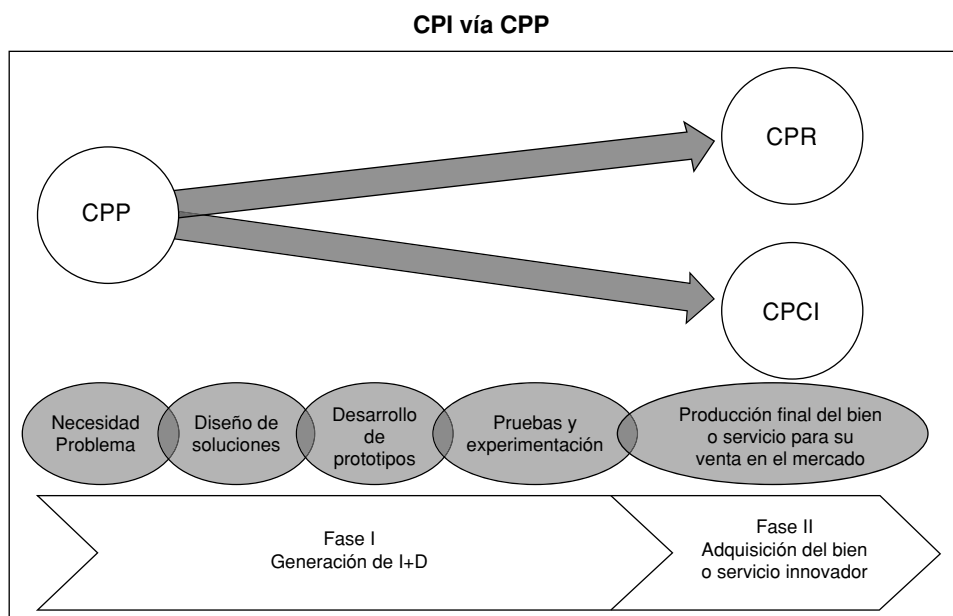 CPI vía CPP
CPR
CPP
CPCI
Necesidad
Problema
Diseño de
soluciones
Desarrollo
de
prototipos
Pruebas y
experimentación
Producción final del bien
o servicio para su
venta en el mercado
Fase I
Generación de I+D
Fase II
Adquisición del bien
o servicio innovador